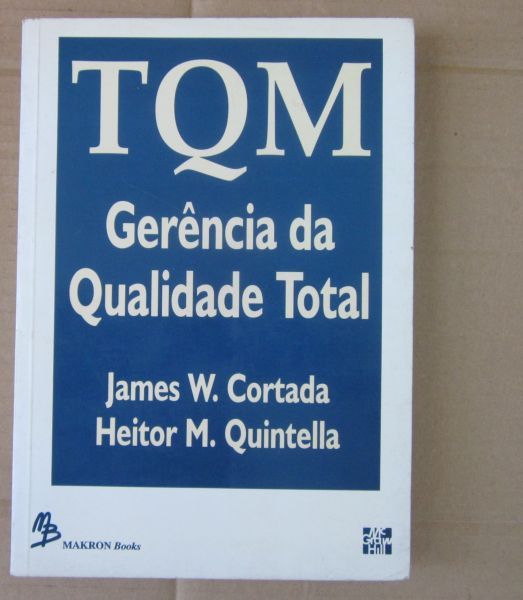 TQM
Gerência da
Qualidade Total
James W. Cortada
Heitor M. Quintella
MB
MAKRON Books
Mc
Graw
Hill